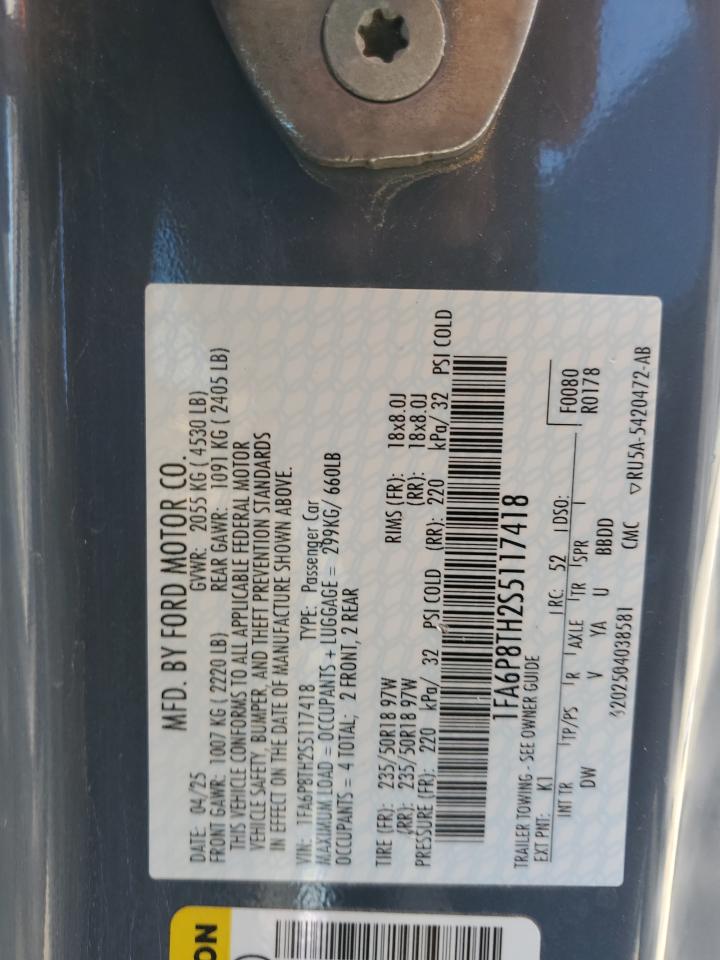 MFD. BY FORD MOTOR CO.
DATE: 04/25 GVWR: 2055 KG ( 4530 LB)
FRONT GAWR: 1007 KG ( 2220 LB) REAR GAWR: 1091 KG ( 2405 LB)
THIS VEHICLE CONFORMS TO ALL APPLICABLE FEDERAL MOTOR
VEHICLE SAFETY, BUMPER, AND THEFT PREVENTION STANDARDS
IN EFFECT ON THE DATE OF MANUFACTURE SHOWN ABOVE.
VIN: 1FA6P8TH2S5117418 TYPE: Passenger Car
MAXIMUM LOAD = OCCUPANTS + LUGGAGE = 299KG/ 660LB
OCCUPANTS = 4 TOTAL; 2 FRONT, 2 REAR
TIRE (FR): 235/50R18 97W RIMS (FR): 18x8.0J
(RR): 235/50R18 97W (RR): 18x8.0J
PRESSURE (FR): 220 kPa/ 32 PSI COLD (RR): 220 kPa/ 32 PSI COLD
1FA6P8TH2S5117418
TRAILER TOWING - SEE OWNER GUIDE
EXT PNT: K1 RC: 52 DSO:
F0080
R0178
INT TR TP/PS R AXLE TR SPR
DW V YA U BBDD
4202504038581 CMC ▽RU5A-5420472-AB
ON